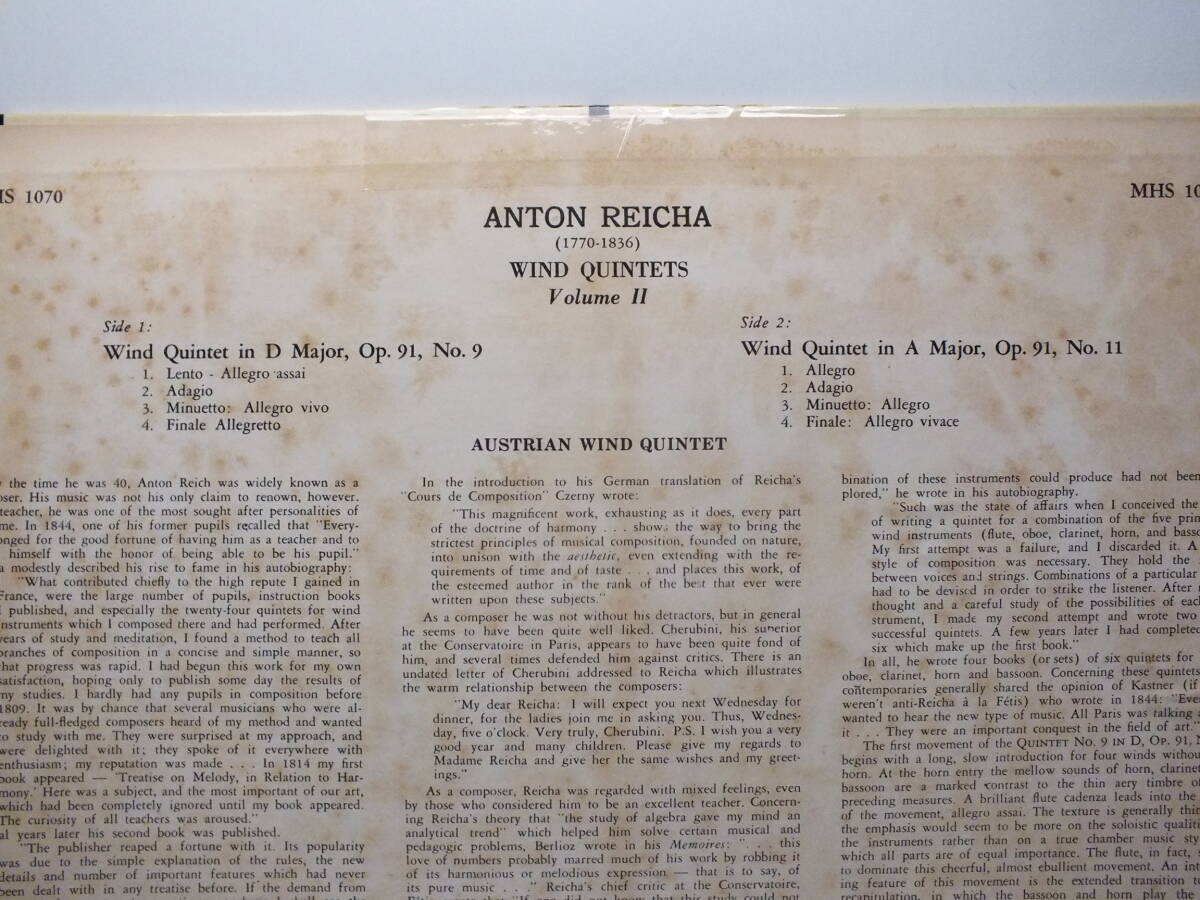 1070
MHS
ANTON REICHA
(1770-1836)
WIND QUINTETS
Volume II
Side 1:
Wind Quintet in D Major, Op. 91, No. 9
1. Lento - Allegro assai
2. Adagio
3. Minuetto: Allegro vivo
4. Finale Allegretto
Side 2:
Wind Quintet in A Major, Op. 91, No. 11
1. Allegro
2. Adagio
3. Minuetto: Allegro
4. Finale: Allegro vivace
AUSTRIAN WIND QUINTET
the time he was 40, Anton Reich was widely known as a
His music was not his only claim to renown, however.
teacher, he was one of the most sought after personalities of
In 1844, one of his former pupils recalled that "Every-
for the good fortune of having him as a teacher and to
himself with the honor of being able to be his pupil."
modestly described his rise to fame in his autobiography:
"What contributed chiefly to the high repute I gained in
France, were the large number of pupils, instruction books
I published, and especially the twenty-four quintets for wind
instruments which I composed there and had performed. After
years of study and meditation, I found a method to teach all
branches of composition in a concise and simple manner, so
that progress was rapid. I had begun this work for my own
satisfaction, hoping only to publish some day the results of
my studies. I hardly had any pupils in composition before
1809. It was by chance that several musicians who were al-
ready full-fledged composers heard of my method and wanted
to study with me. They were surprised at my approach, and
were delighted with it; they spoke of it everywhere with
enthusiasm; my reputation was made . . . In 1814 my first
book appeared — 'Treatise on Melody, in Relation to Har-
mony.' Here was a subject, and the most important of our art,
which had been completely ignored until my book appeared.
The curiosity of all teachers was aroused."
years later his second book was published.
"The publisher reaped a fortune with it. Its popularity
was due to the simple explanation of the rules, the new
details and number of important features which had never
been dealt with in any treatise before. If the demand from
In the introduction to his German translation of Reicha's
"Cours de Composition" Czerny wrote:
"This magnificent work, exhausting as it does, every part
of the doctrine of harmony . . . shows the way to bring the
strictest principles of musical composition, founded on nature,
into unison with the aesthetic, even extending with the re-
quirements of time and of taste . . . and places this work, of
the esteemed author in the rank of the best that ever were
written upon these subjects."
As a composer he was not without his detractors, but in general
he seems to have been quite well liked. Cherubini, his superior
at the Conservatoire in Paris, appears to have been quite fond of
him, and several times defended him against critics. There is an
undated letter of Cherubini addressed to Reicha which illustrates
the warm relationship between the composers:
"My dear Reicha: I will expect you next Wednesday for
dinner, for the ladies join me in asking you. Thus, Wednes-
day, five o'clock. Very truly, Cherubini. P.S. I wish you a very
good year and many children. Please give my regards to
Madame Reicha and give her the same wishes and my greet-
ings."
As a composer, Reicha was regarded with mixed feelings, even
by those who considered him to be an excellent teacher. Concern-
ing Reicha's theory that "the study of algebra gave my mind an
analytical trend" which helped him solve certain musical and
pedagogic problems, Berlioz wrote in his Memoires: ". . . this
love of numbers probably marred much of his work by robbing it
of its harmonious or melodious expression — that is to say, of
its pure music . . ." Reicha's chief critic at the Conservatoire,
bination of these instruments could produce had not been
plored," he wrote in his autobiography.
"Such was the state of affairs when I conceived the
of writing a quintet for a combination of the five
wind instruments (flute, oboe, clarinet, horn, and
My first attempt was a failure, and I discarded it. A
style of composition was necessary. They hold the
between voices and strings. Combinations of a particular
had to be devised in order to strike the listener. After
thought and a careful study of the possibilities of each
strument, I made my second attempt and wrote two
successful quintets. A few years later I had completed
six which make up the first book."
In all, he wrote four books (or sets) of six quintets for
oboe, clarinet, horn and bassoon. Concerning these quintets
contemporaries generally shared the opinion of Kastner (if
weren't anti-Reicha à la Fétis) who wrote in 1844:
wanted to hear the new type of music. All Paris was talking
it . . . They were an important conquest in the field of art."
The first movement of the QUINTET NO. 9 IN D, OP. 91,
begins with a long, slow introduction for four winds
horn. At the horn entry the mellow sounds of horn, clarinet
bassoon are a marked contrast to the thin aery timbre
preceding measures. A brilliant flute cadenza leads into the
of the movement, allegro assai. The texture is generally
the emphasis would seem to be more on the soloistic
the instruments rather than on a true chamber music
which all parts are of equal importance. The flute, in fact,
to dominate this cheerful, almost ebullient movement. An
ing feature of this movement is the extended transition
recapitulation, in which the bassoon and horn play the